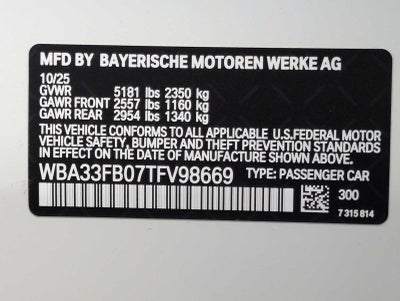 MFD BY BAYERISCHE MOTOREN WERKE AG
10/25
GVWR 5181 lbs 2350 kg
GAWR FRONT 2557 lbs 1160 kg
GAWR REAR 2954 lbs 1340 kg
THIS VEHICLE CONFORMS TO ALL APPLICABLE U.S.FEDERAL MOTOR
VEHICLE SAFETY, BUMPER AND THEFT PREVENTION STANDARDS
IN EFFECT ON THE DATE OF MANUFACTURE SHOWN ABOVE.
WBA33FB07TFV98669 TYPE: PASSENGER CAR
300
7 315 814